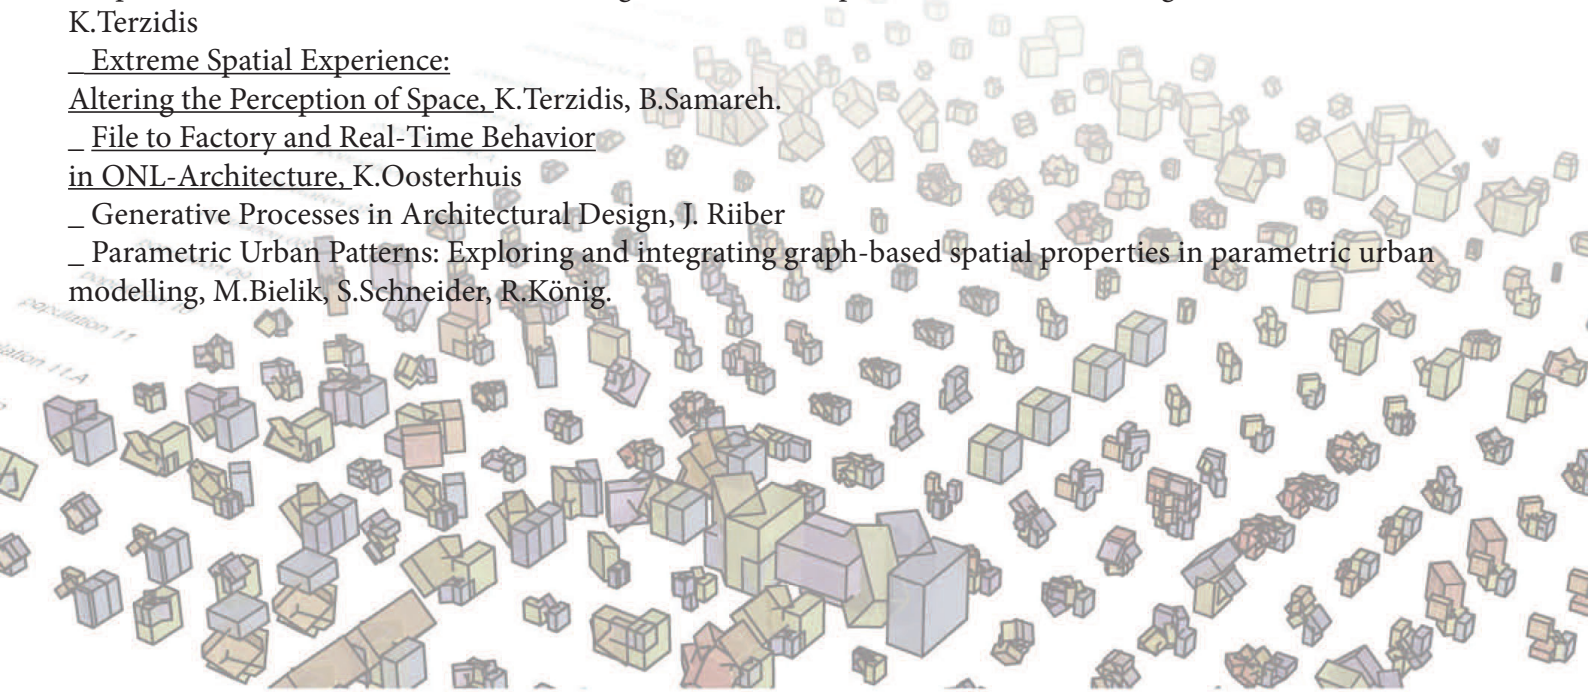 K.Terzidis
_ Extreme Spatial Experience:
Altering the Perception of Space, K.Terzidis, B.Samareh.
_ File to Factory and Real-Time Behavior
in ONL-Architecture, K.Oosterhuis
_ Generative Processes in Architectural Design, J. Riiber
_ Parametric Urban Patterns: Exploring and integrating graph-based spatial properties in parametric urban
modelling, M.Bielik, S.Schneider, R.König.
population 11